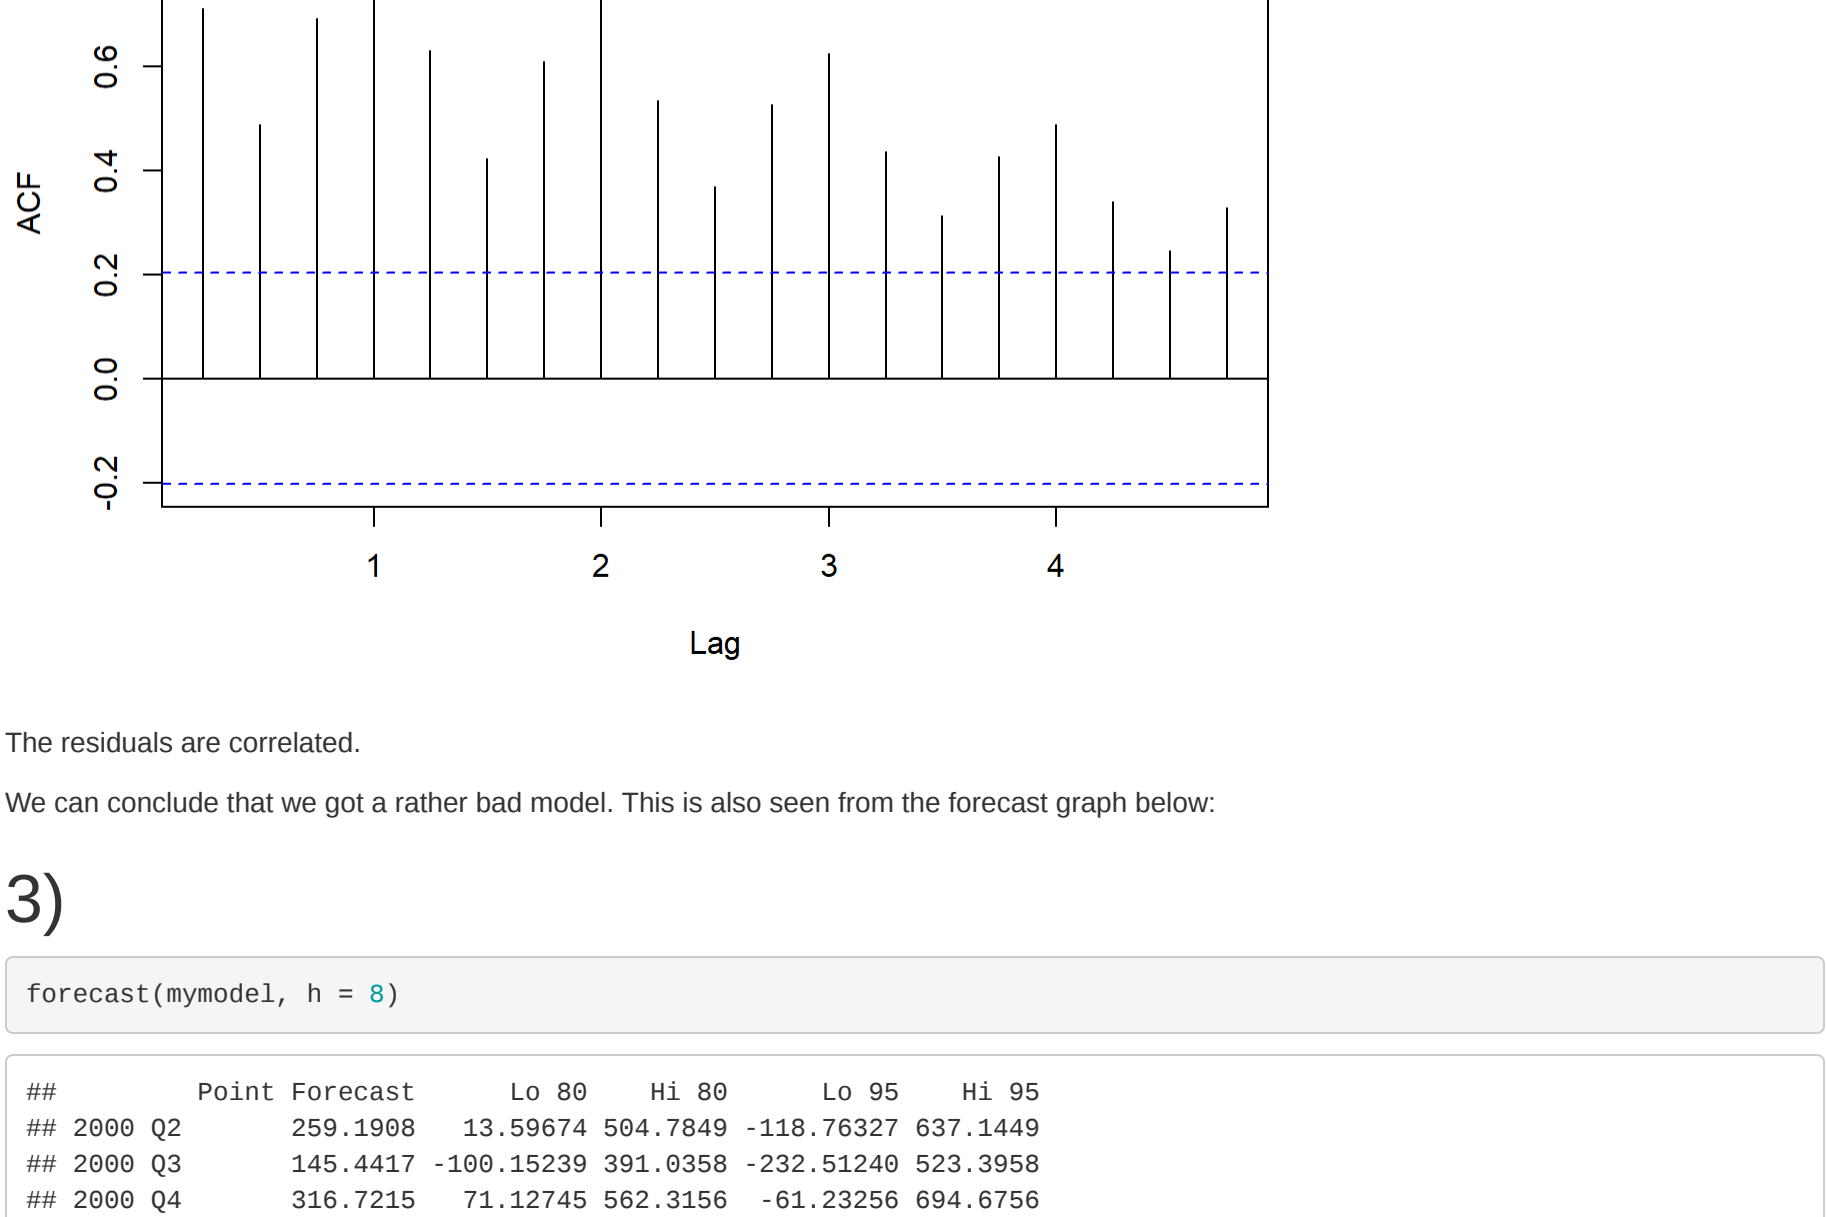 0.6
0.4
0.2
0.0
-0.2
ACF
1 2 3 4
Lag
The residuals are correlated.
We can conclude that we got a rather bad model. This is also seen from the forecast graph below:
3)
forecast(mymodel, h = 8)
##         Point Forecast      Lo 80    Hi 80      Lo 95    Hi 95
## 2000 Q2       259.1908   13.59674 504.7849 -118.76327 637.1449
## 2000 Q3       145.4417 -100.15239 391.0358 -232.51240 523.3958
## 2000 Q4       316.7215   71.12745 562.3156  -61.23256 694.6756